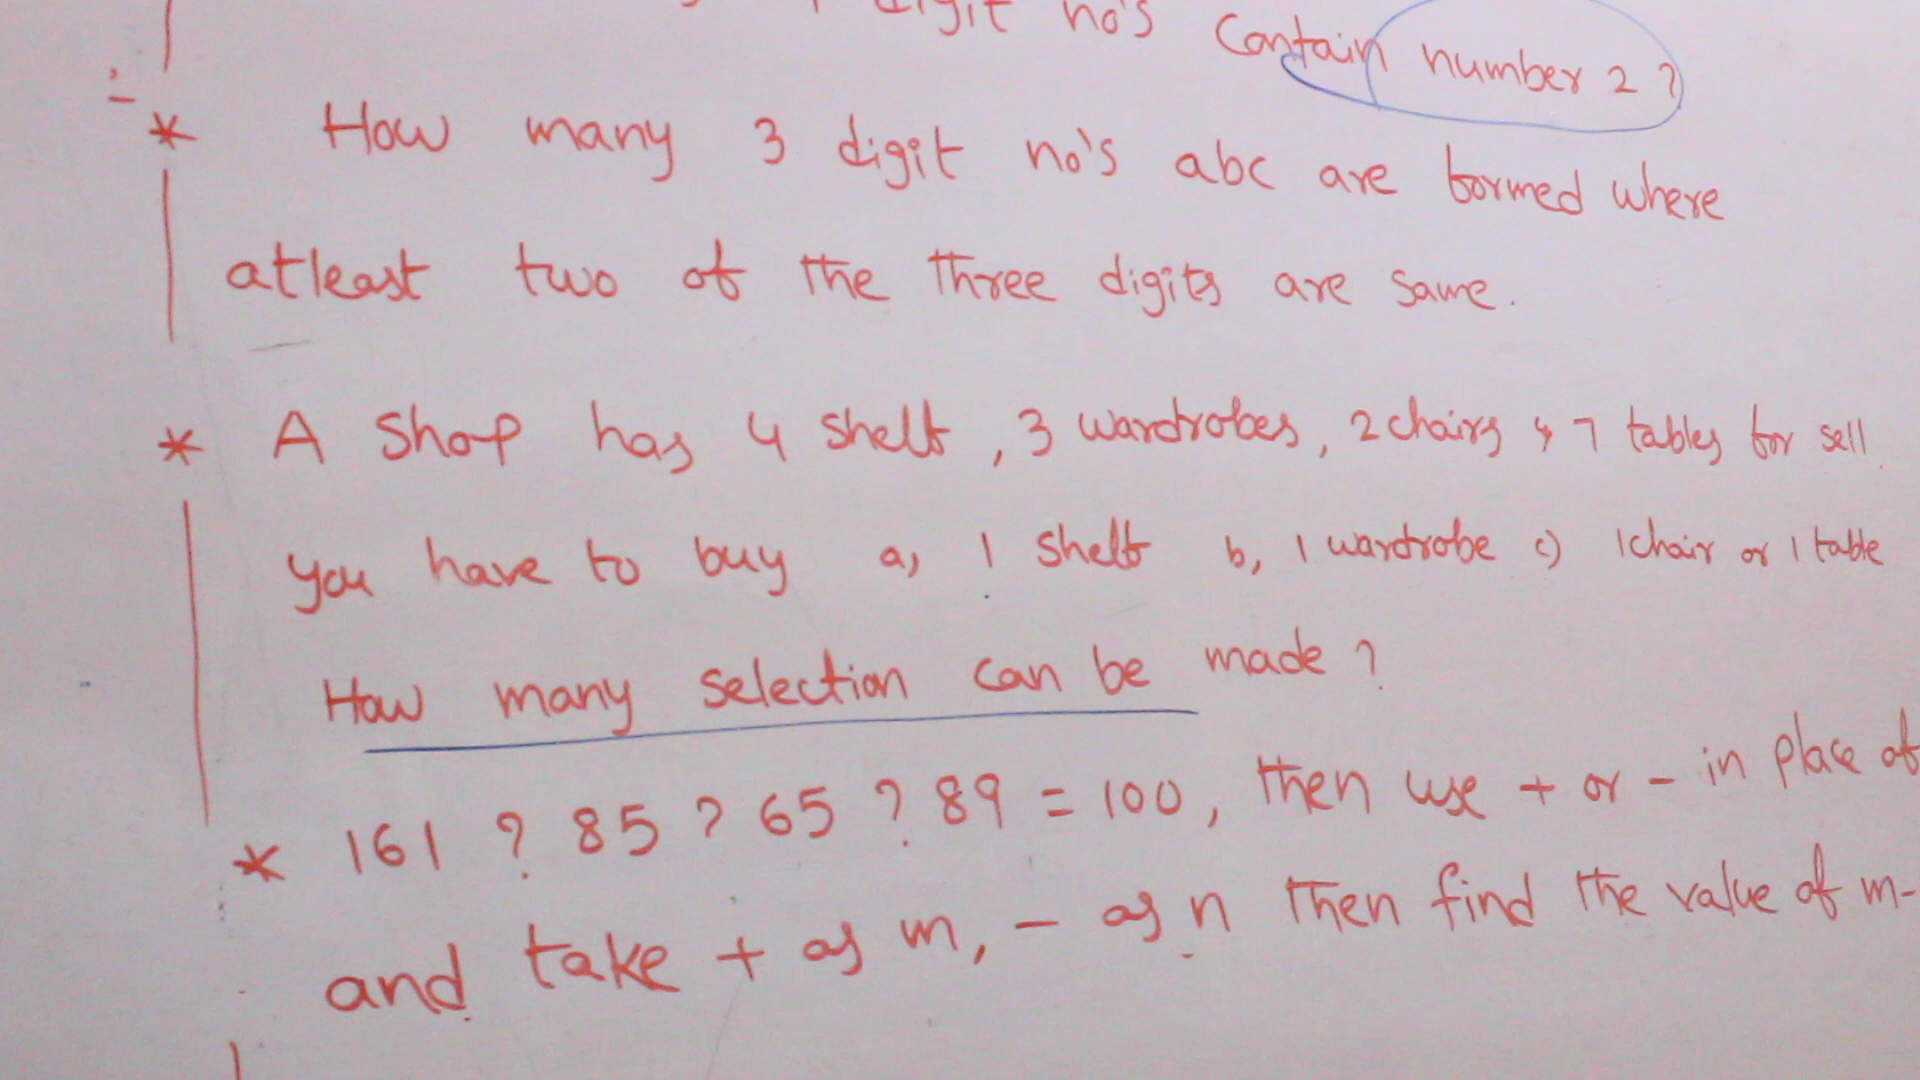 digit no's contain number 2 ?
* How many 3 digit no's abc are formed where
atleast two of the three digits are same.
* A shop has 4 shelf, 3 wardrobes, 2 chairs & 7 tables for sell.
you have to buy a, 1 shelf b, 1 wardrobe c) 1 chair or 1 table
How many selection can be made ?
* 161 ? 85 ? 65 ? 89 = 100, then use + or - in place of
and take + as m, - as n then find the value of m-